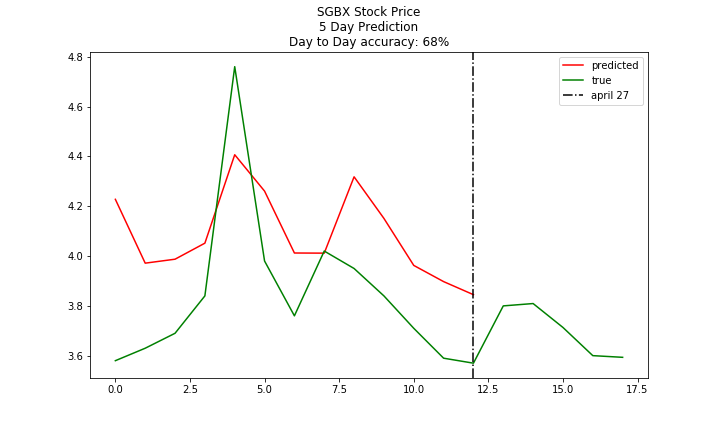 SGBX Stock Price
5 Day Prediction
Day to Day accuracy: 68%
predicted
true
april 27
4.8
4.6
4.4
4.2
4.0
3.8
3.6
0.0 2.5 5.0 7.5 10.0 12.5 15.0 17.5